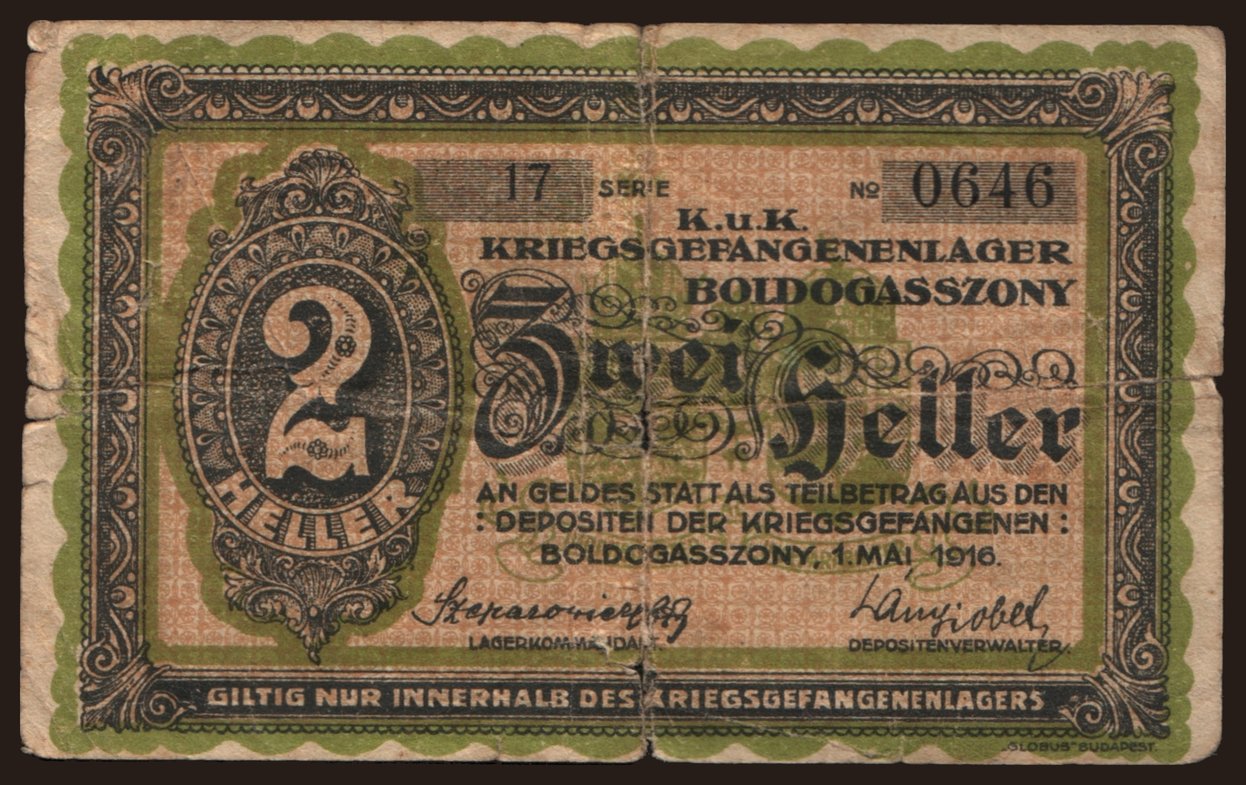 17 SERIE № 0646
K.u.K.
KRIEGSGEFANGENENLAGER
BOLDOGASSZONY
2
HELLER
Zwei Heller
AN GELDES STATT ALS TEILBETRAG AUS DEN
: DEPOSITEN DER KRIEGSGEFANGENEN :
BOLDOGASSZONY, 1. MAI 1916.
LAGERKOMMANDANT. DEPOSITENVERWALTER.
GILTIG NUR INNERHALB DES KRIEGSGEFANGENENLAGERS
„GLOBUS" BUDAPEST.